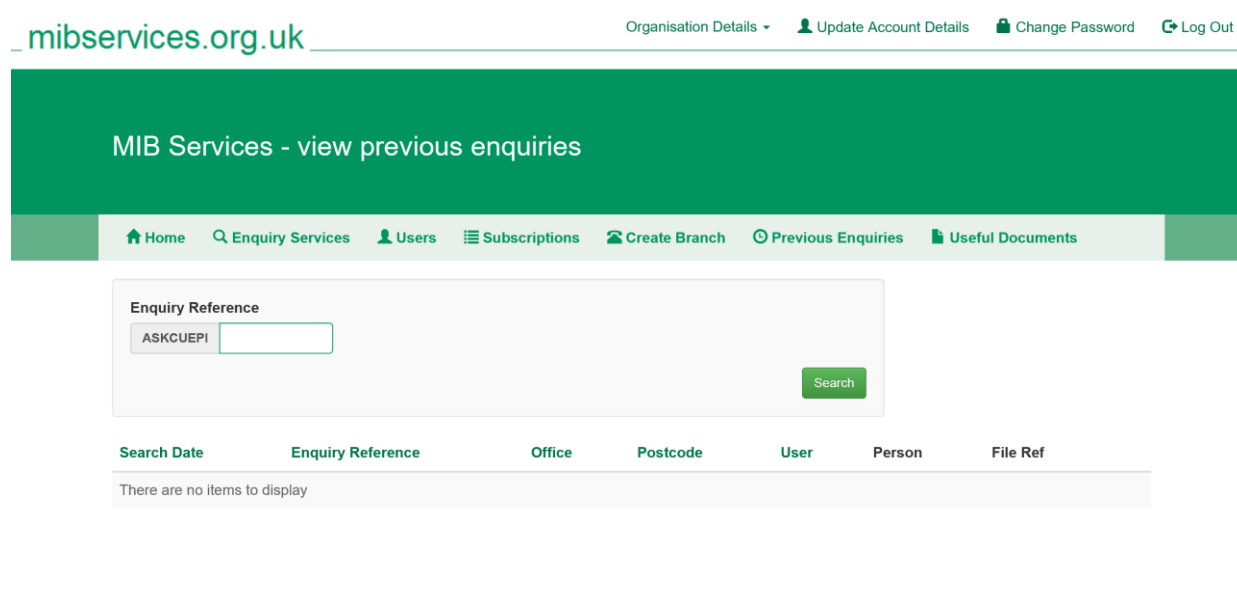 mibservices.org.uk
Organisation Details Update Account Details Change Password Log Out
MIB Services - view previous enquiries
Home Enquiry Services Users Subscriptions Create Branch Previous Enquiries Useful Documents
Enquiry Reference
ASKCUEPI
Search
Search Date Enquiry Reference Office Postcode User Person File Ref
There are no items to display